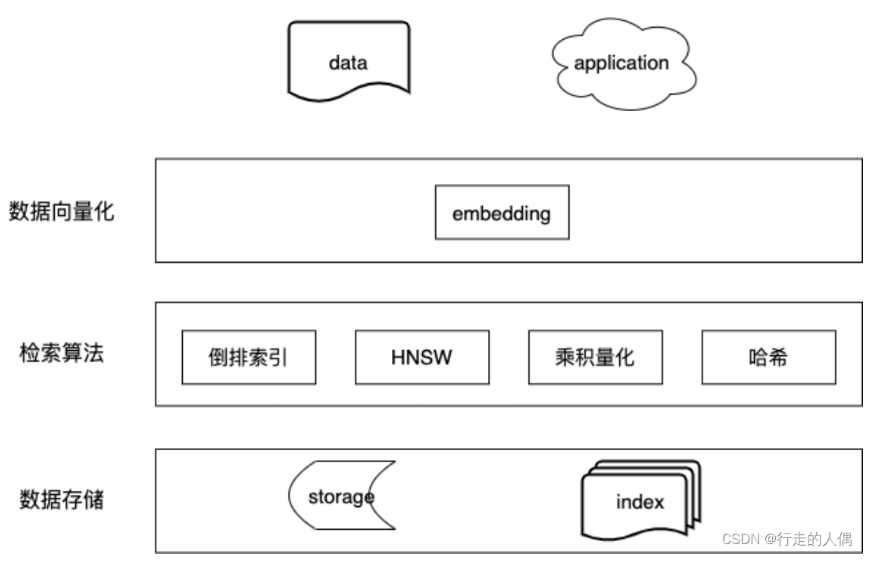 data
application
数据向量化
embedding
检索算法
倒排索引
HNSW
乘积量化
哈希
数据存储
storage
index
CSDN @行走的人偶